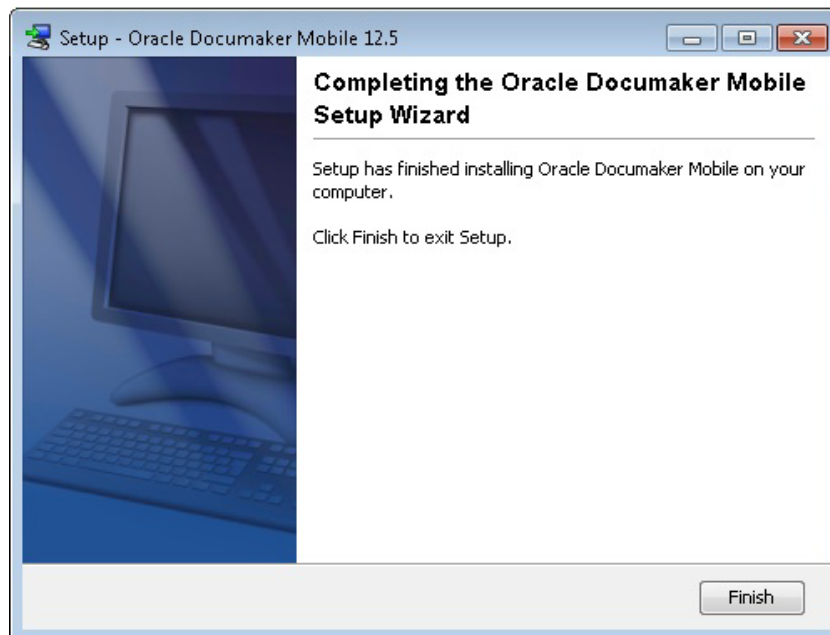 Setup - Oracle Documaker Mobile 12.5
Completing the Oracle Documaker Mobile
Setup Wizard
Setup has finished installing Oracle Documaker Mobile on your
computer.
Click Finish to exit Setup.
Finish